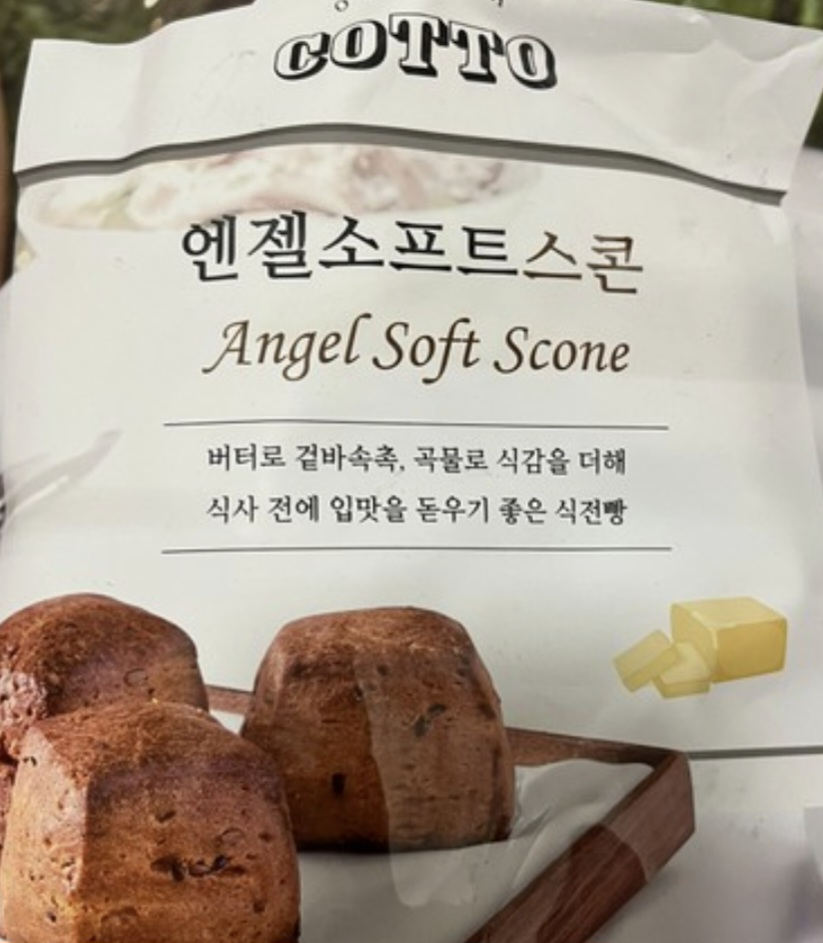 COTTO
엔젤소프트스콘
Angel Soft Scone
버터로 겉바속촉, 곡물로 식감을 더해
식사 전에 입맛을 돋우기 좋은 식전빵